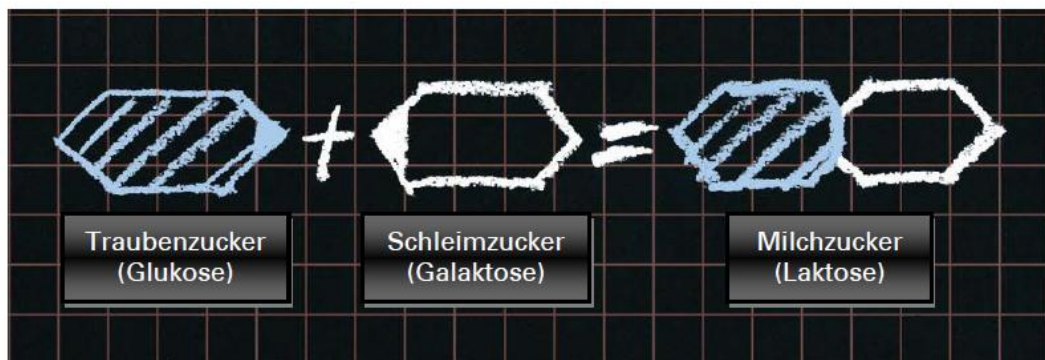 + =
Traubenzucker
(Glukose)
Schleimzucker
(Galaktose)
Milchzucker
(Laktose)